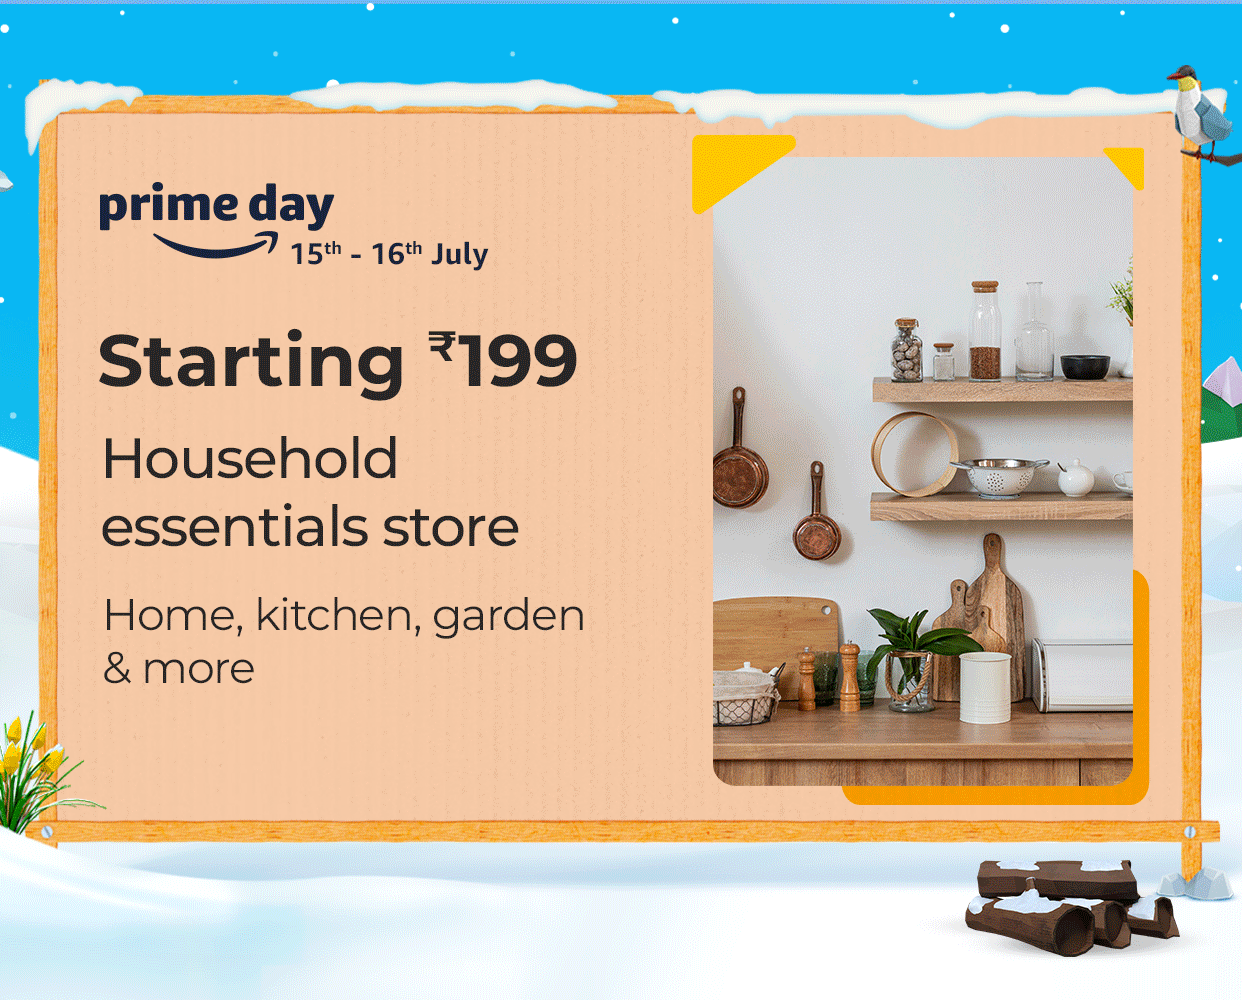 prime day
15th - 16th July
Starting ₹199
Household
essentials store
Home, kitchen, garden
& more